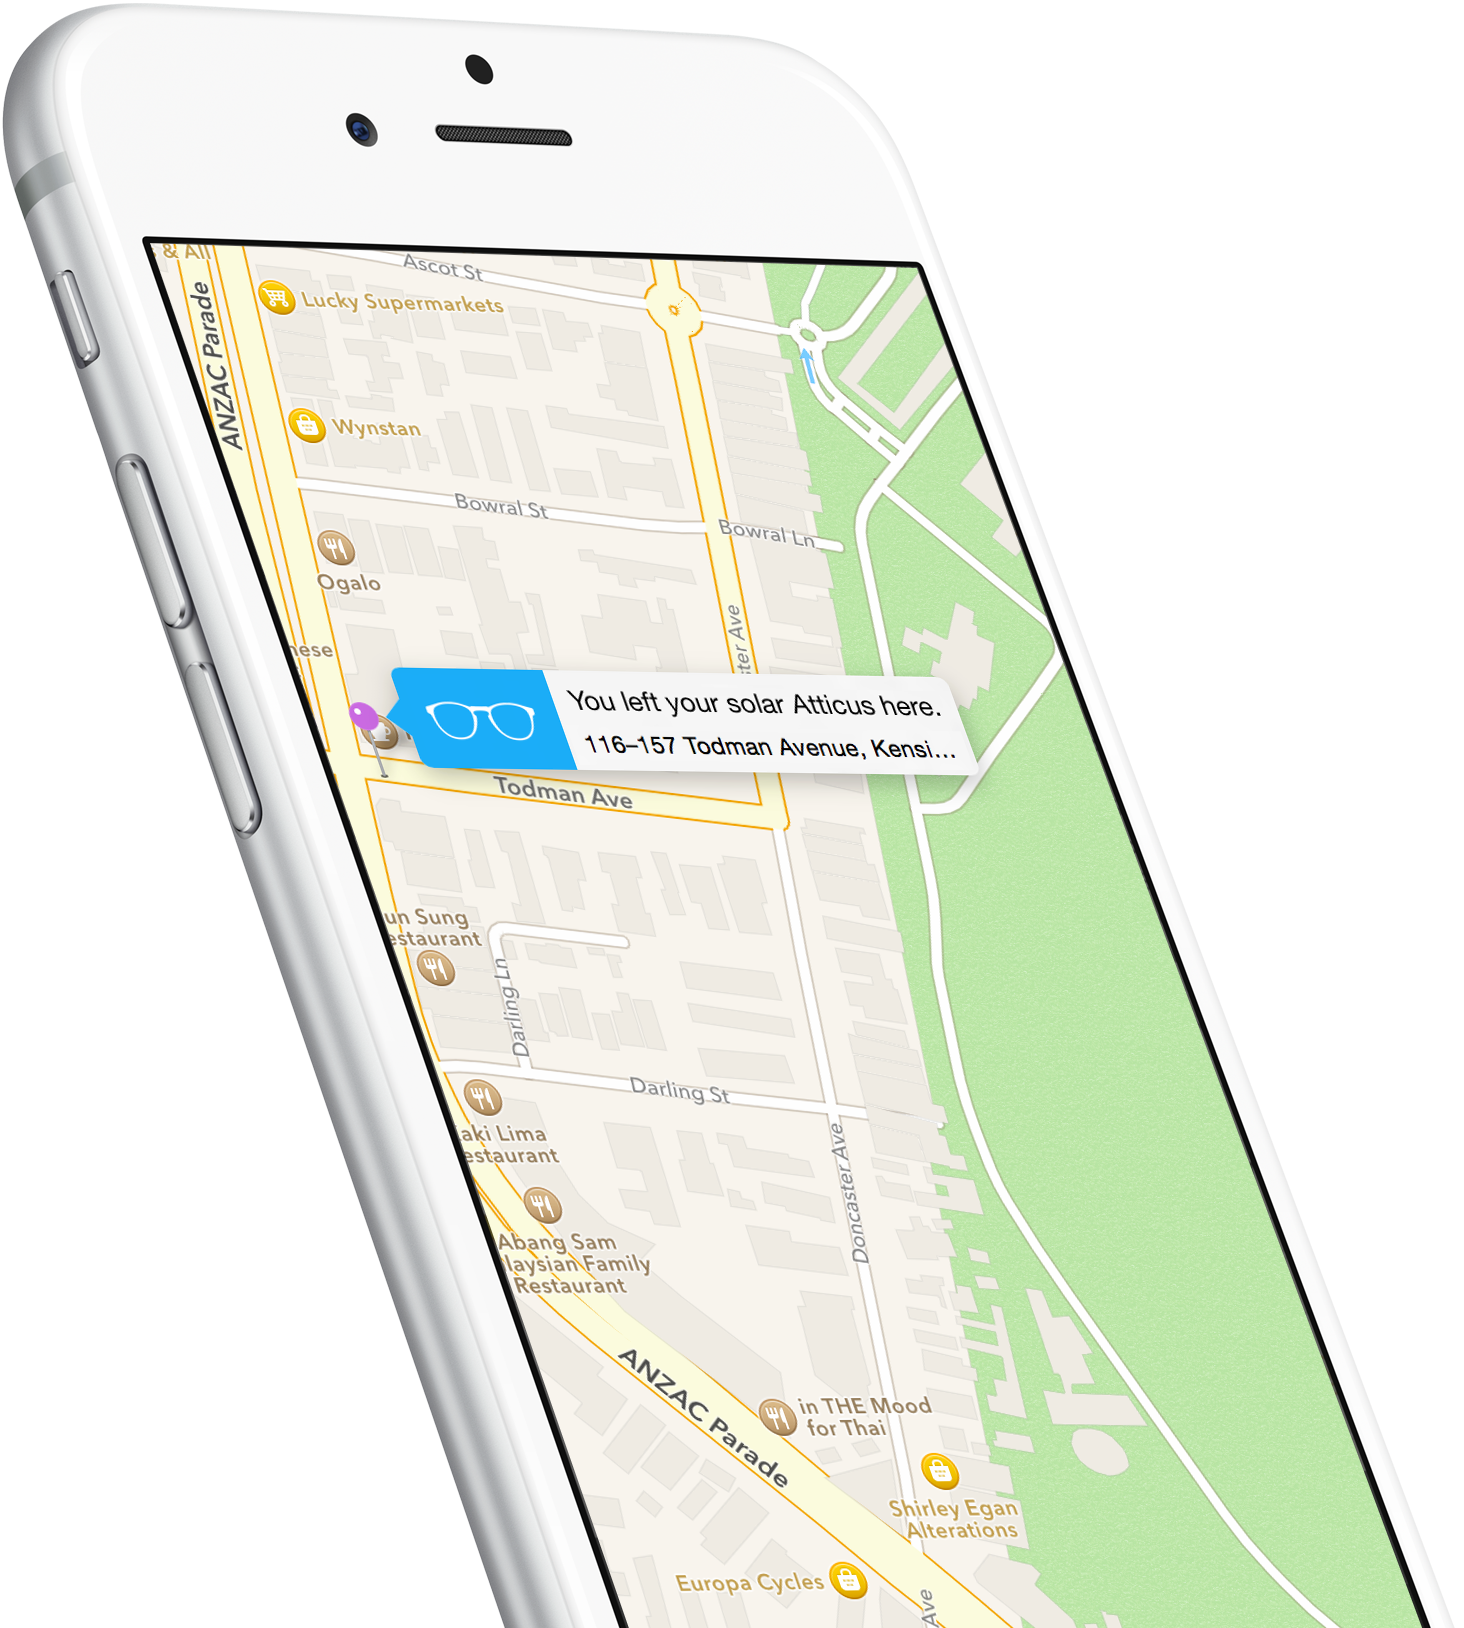 & All
Ascot St
ANZAC Parade
Lucky Supermarkets
Wynstan
Bowral St
Bowral Ln
Ogalo
nese
ster Ave
You left your solar Atticus here.
116–157 Todman Avenue, Kensi...
Todman Ave
un Sung
estaurant
Darling Ln
Darling St
aki Lima
estaurant
Doncaster Ave
Abang Sam
laysian Family
Restaurant
ANZAC Parade
in THE Mood
for Thai
Shirley Egan
Alterations
Europa Cycles
Ave